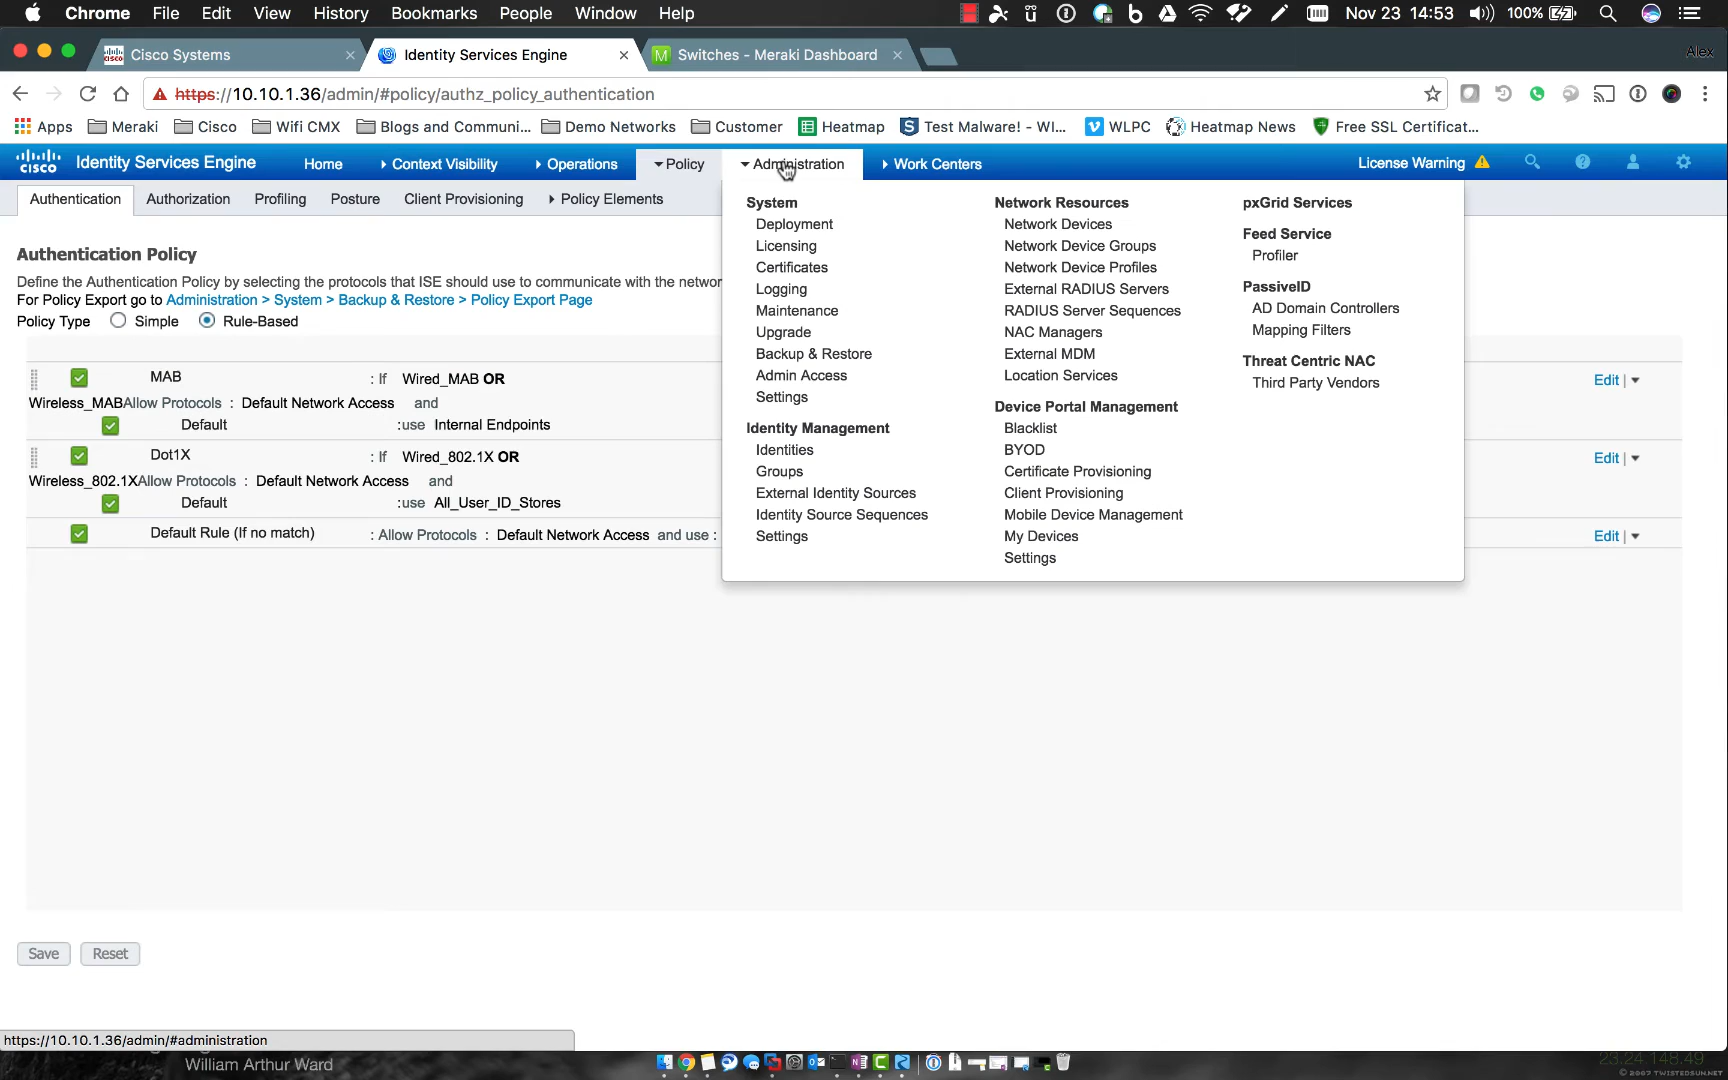 Chrome File Edit View History Bookmarks People Window Help Nov 23 14:53 100%
Cisco Systems Identity Services Engine Switches - Meraki Dashboard Alex
https://10.10.1.36/admin/#policy/authz_policy_authentication
Apps Meraki Cisco Wifi CMX Blogs and Communi... Demo Networks Customer Heatmap Test Malware! - WI... WLPC Heatmap News Free SSL Certificat...
cisco Identity Services Engine Home Context Visibility Operations Policy Administration Work Centers License Warning
Authentication Authorization Profiling Posture Client Provisioning Policy Elements
Authentication Policy
Define the Authentication Policy by selecting the protocols that ISE should use to communicate with the networ
For Policy Export go to Administration > System > Backup & Restore > Policy Export Page
Policy Type Simple Rule-Based
MAB : If Wired_MAB OR Edit |
Wireless_MABAllow Protocols : Default Network Access and
Default :use Internal Endpoints
Dot1X : If Wired_802.1X OR Edit |
Wireless_802.1XAllow Protocols : Default Network Access and
Default :use All_User_ID_Stores
Default Rule (If no match) : Allow Protocols : Default Network Access and use : Edit |
System
Deployment
Licensing
Certificates
Logging
Maintenance
Upgrade
Backup & Restore
Admin Access
Settings
Identity Management
Identities
Groups
External Identity Sources
Identity Source Sequences
Settings
Network Resources
Network Devices
Network Device Groups
Network Device Profiles
External RADIUS Servers
RADIUS Server Sequences
NAC Managers
External MDM
Location Services
Device Portal Management
Blacklist
BYOD
Certificate Provisioning
Client Provisioning
Mobile Device Management
My Devices
Settings
pxGrid Services
Feed Service
Profiler
PassiveID
AD Domain Controllers
Mapping Filters
Threat Centric NAC
Third Party Vendors
Save Reset
https://10.10.1.36/admin/#administration
William Arthur Ward
23.24.148.49
© 2007 TWISTEDSUN.NET